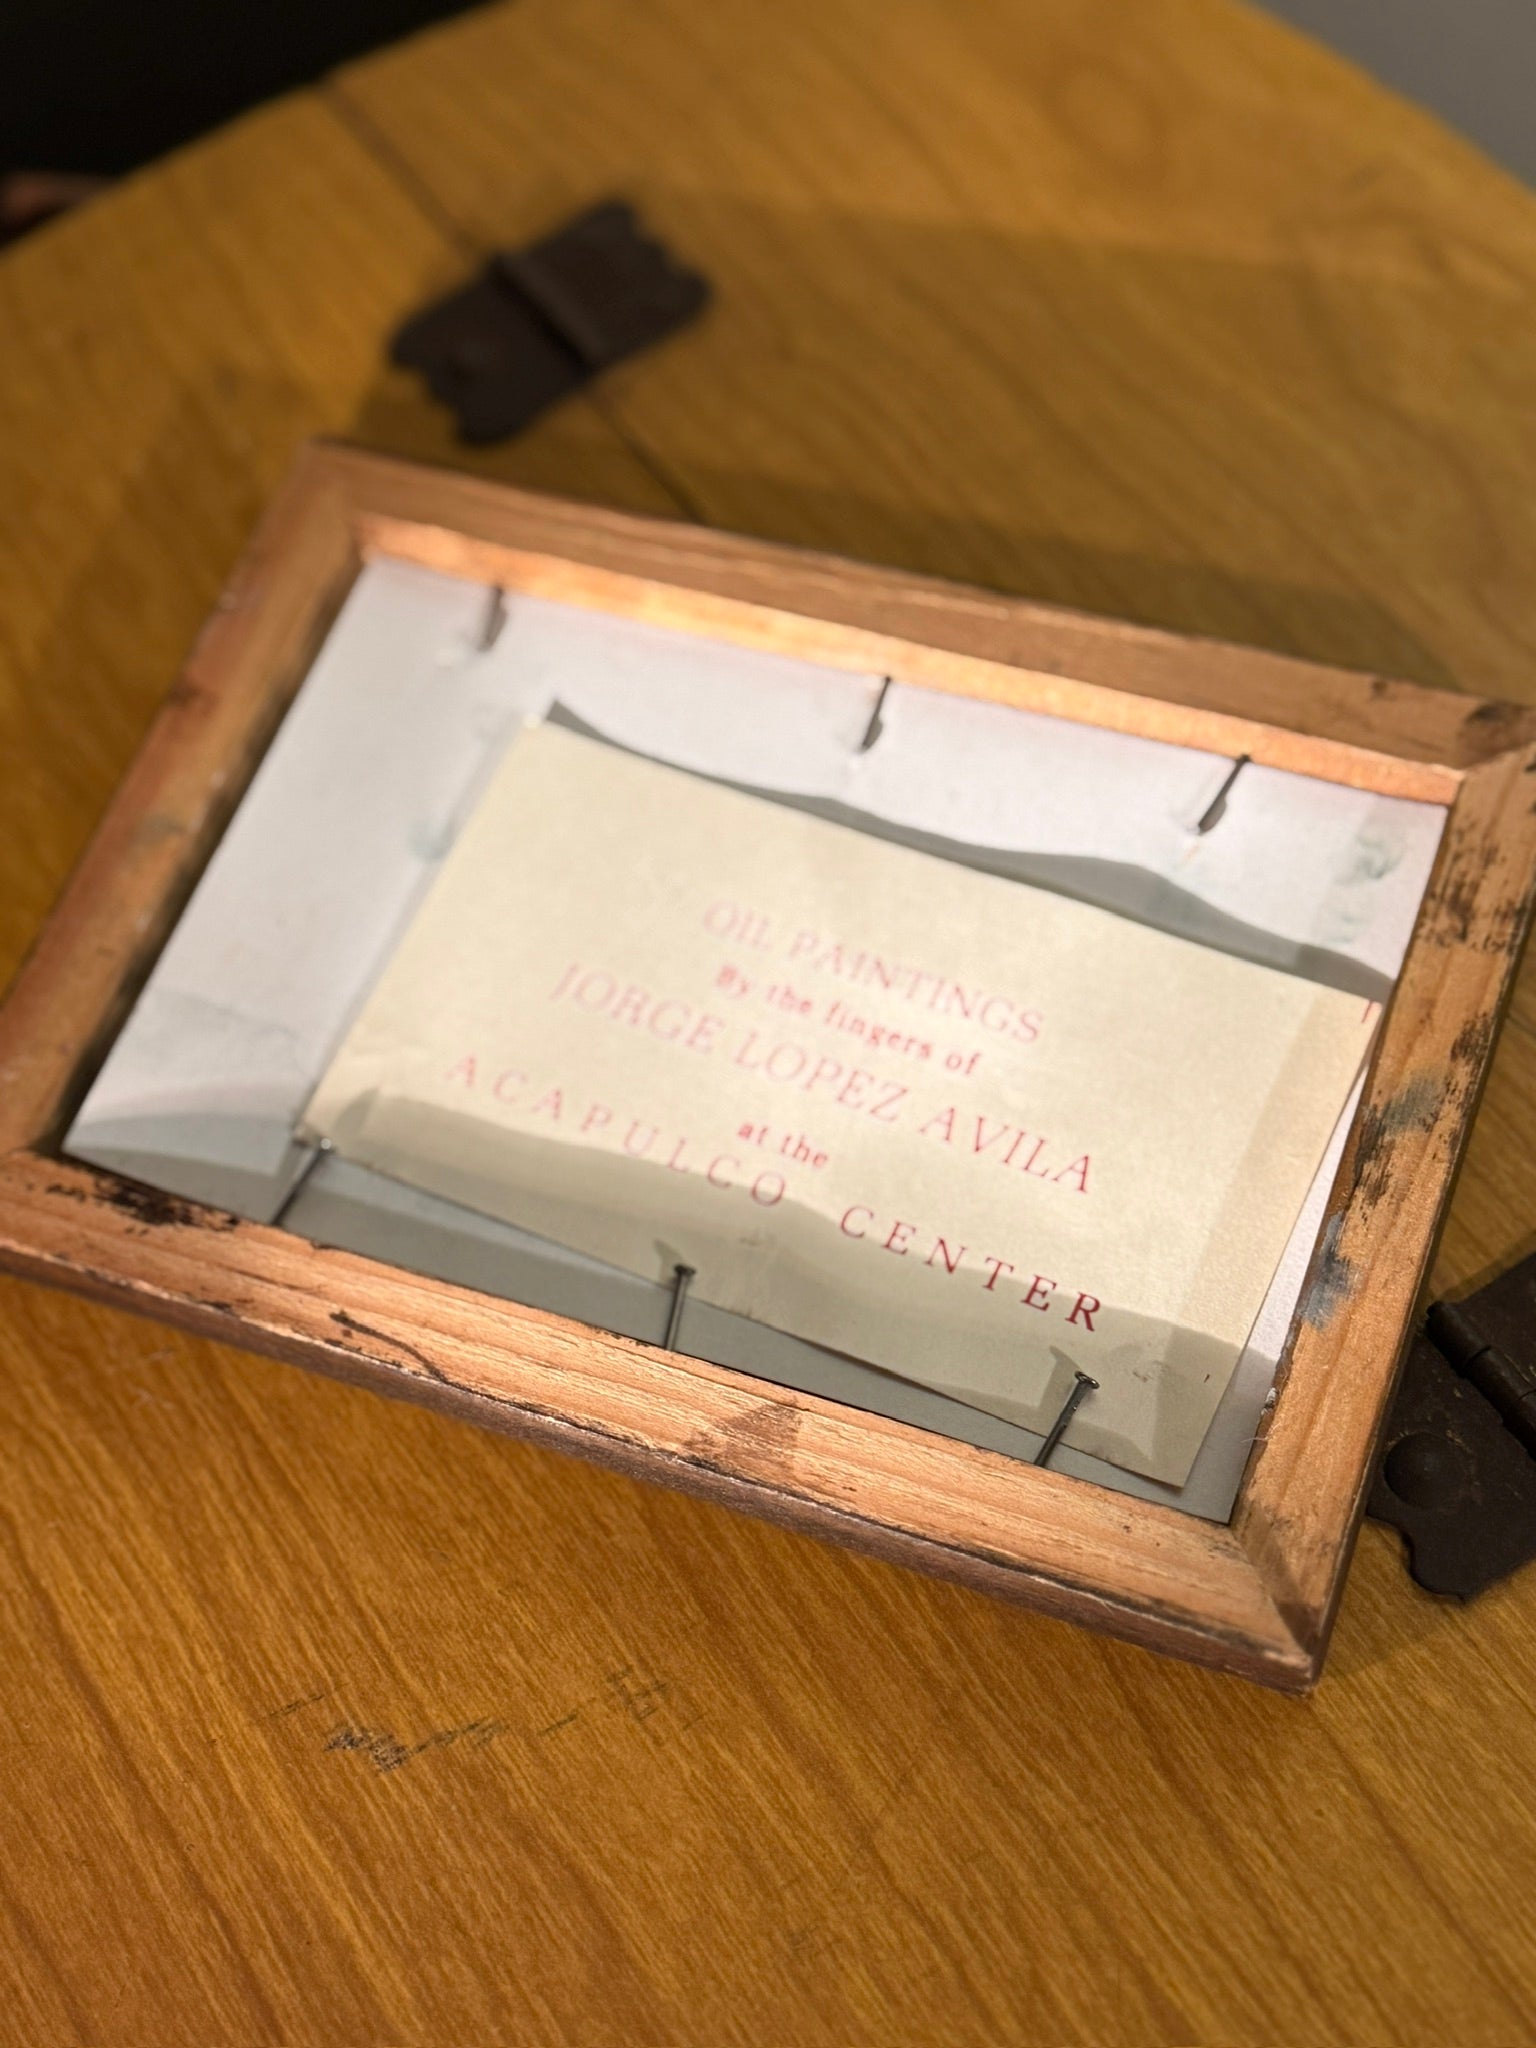 OIL PAINTINGS
By the fingers of
JORGE LOPEZ AVILA
at the
ACAPULCO CENTER